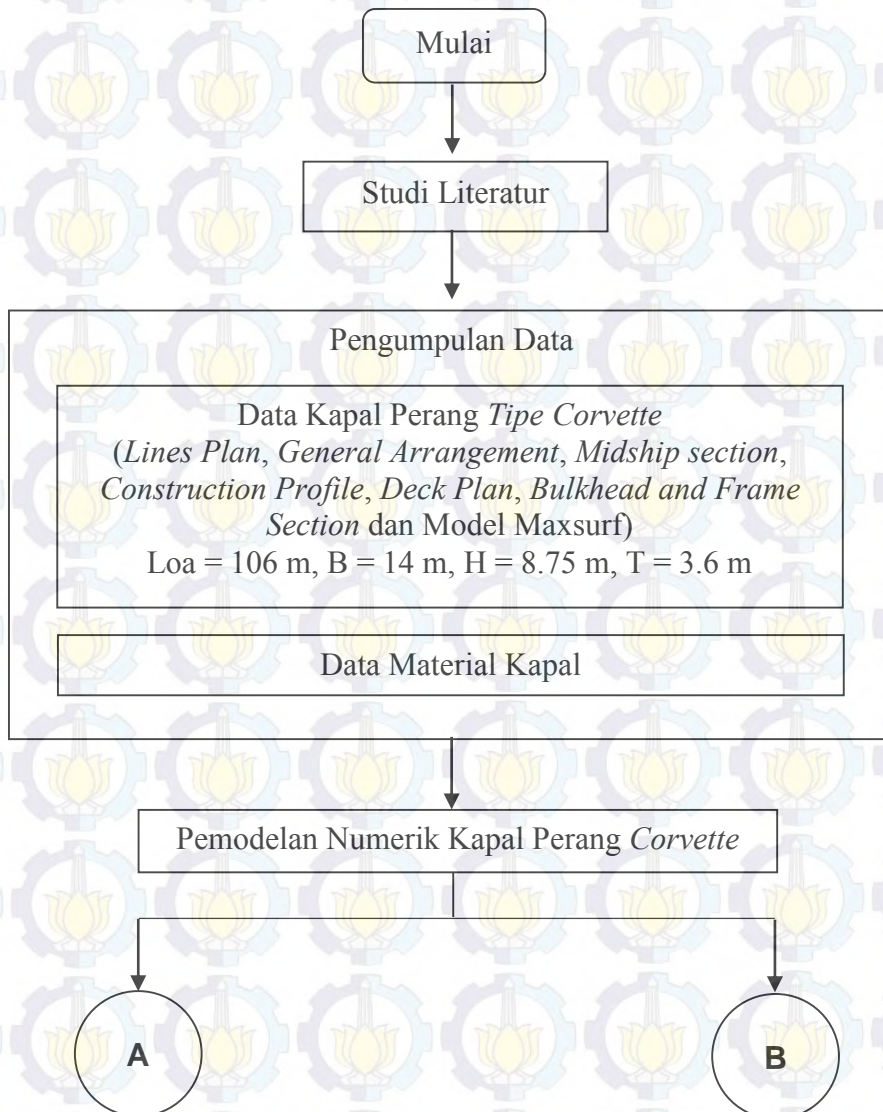 Mulai
Studi Literatur
Pengumpulan Data
Data Kapal Perang Tipe Corvette
(Lines Plan, General Arrangement, Midship section,
Construction Profile, Deck Plan, Bulkhead and Frame
Section dan Model Maxsurf)
Loa = 106 m, B = 14 m, H = 8.75 m, T = 3.6 m
Data Material Kapal
Pemodelan Numerik Kapal Perang Corvette
A
B